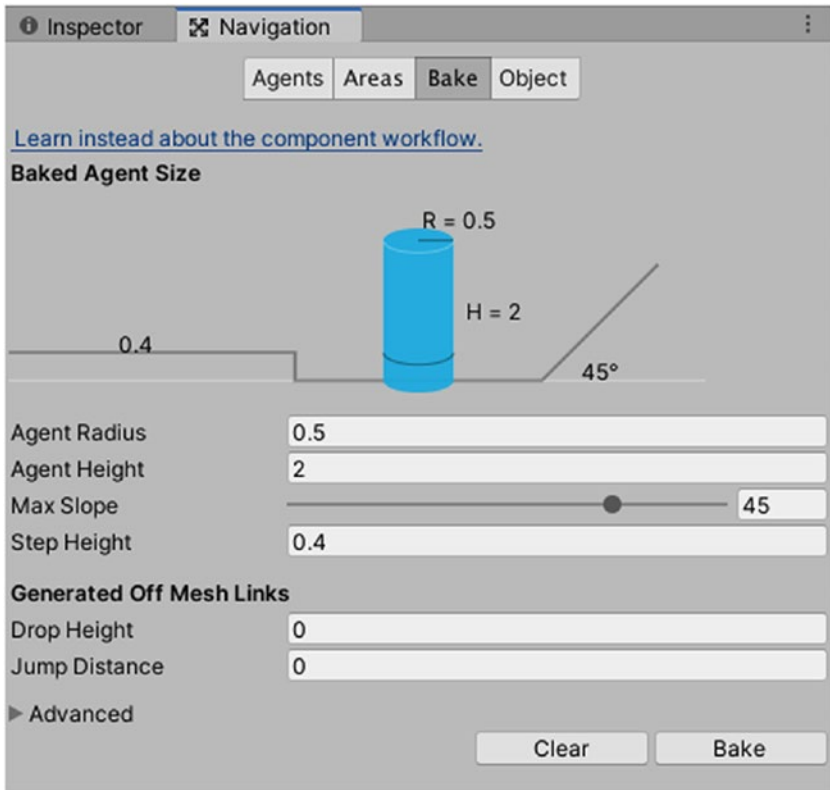 Inspector Navigation
Agents Areas Bake Object
Learn instead about the component workflow.
Baked Agent Size
R = 0.5
H = 2
0.4
45°
Agent Radius 0.5
Agent Height 2
Max Slope 45
Step Height 0.4
Generated Off Mesh Links
Drop Height 0
Jump Distance 0
Advanced
Clear Bake